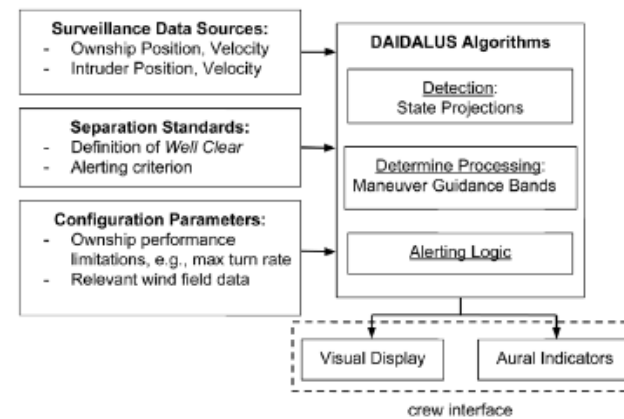 Surveillance Data Sources:
- Ownship Position, Velocity
- Intruder Position, Velocity
Separation Standards:
- Definition of Well Clear
- Alerting criterion
Configuration Parameters:
- Ownship performance
limitations, e.g., max turn rate
- Relevant wind field data
DAIDALUS Algorithms
Detection:
State Projections
Determine Processing:
Maneuver Guidance Bands
Alerting Logic
Visual Display
Aural Indicators
crew interface